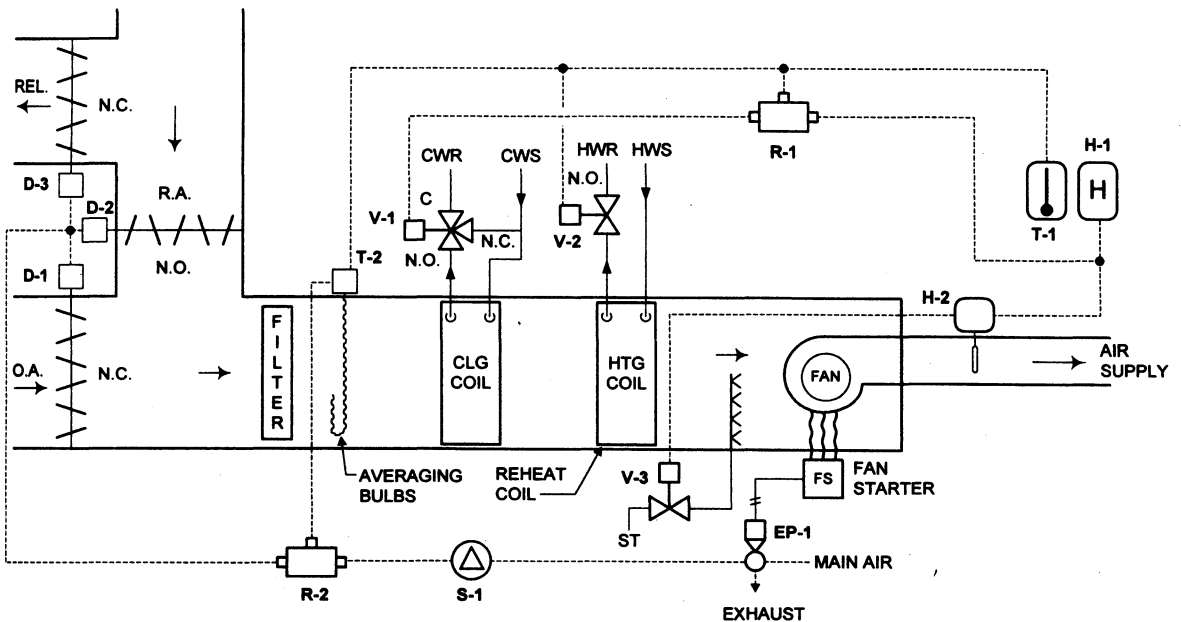 REL.
N.C.
D-3
R.A.
D-2
N.O.
D-1
O.A.
N.C.
FILTER
T-2
AVERAGING
BULBS
CWR
CWS
C
V-1
N.C.
N.O.
CLG
COIL
HWR
HWS
N.O.
V-2
HTG
COIL
REHEAT
COIL
R-1
T-1
H-1
H
H-2
AIR
SUPPLY
FAN
FS
FAN
STARTER
V-3
ST
EP-1
MAIN AIR
EXHAUST
R-2
S-1